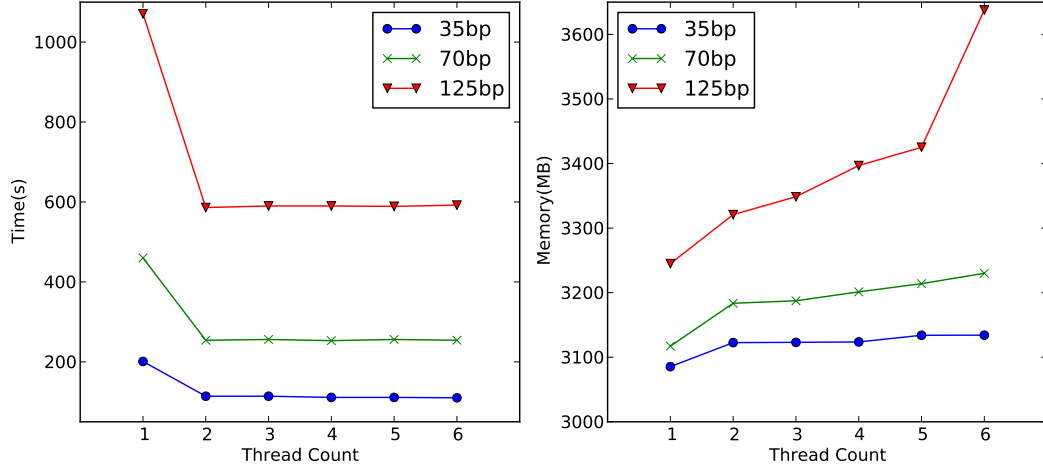 1000
800
600
400
200
Time(s)
1 2 3 4 5 6
Thread Count
35bp
70bp
125bp
3600
3500
3400
3300
3200
3100
3000
Memory(MB)
1 2 3 4 5 6
Thread Count
35bp
70bp
125bp